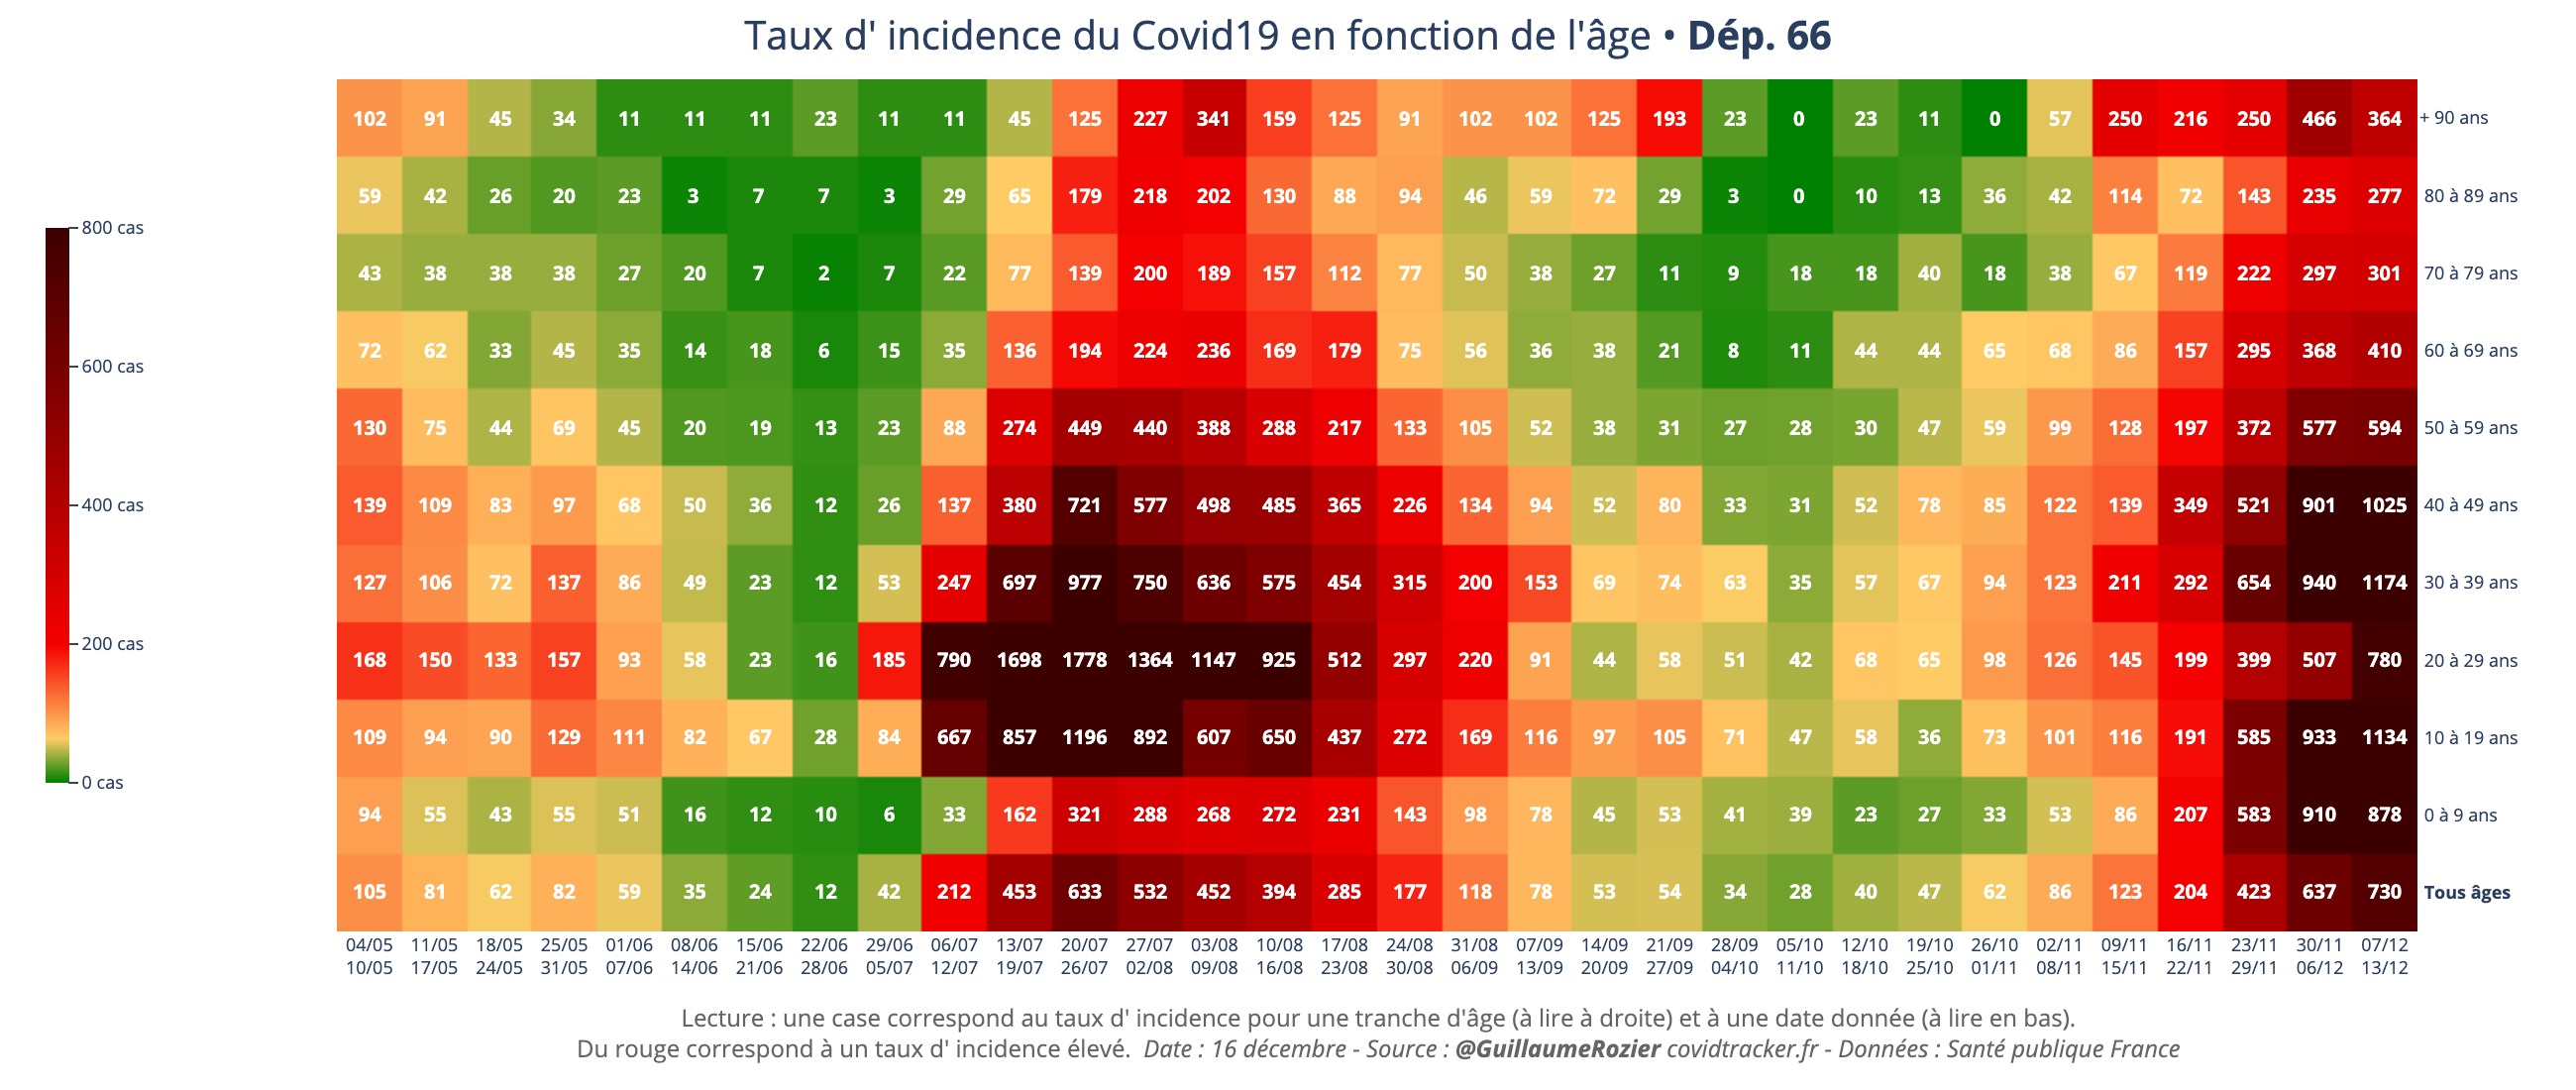 Taux d' incidence du Covid19 en fonction de l'âge • Dép. 66
800 cas
600 cas
400 cas
200 cas
0 cas
102 91 45 34 11 11 11 23 11 11 45 125 227 341 159 125 91 102 102 125 193 23 0 23 11 0 57 250 216 250 466 364 + 90 ans
59 42 26 20 23 3 7 7 3 29 65 179 218 202 130 88 94 46 59 72 29 3 0 10 13 36 42 114 72 143 235 277 80 à 89 ans
43 38 38 38 27 20 7 2 7 22 77 139 200 189 157 112 77 50 38 27 11 9 18 18 40 18 38 67 119 222 297 301 70 à 79 ans
72 62 33 45 35 14 18 6 15 35 136 194 224 236 169 179 75 56 36 38 21 8 11 44 44 65 68 86 157 295 368 410 60 à 69 ans
130 75 44 69 45 20 19 13 23 88 274 449 440 388 288 217 133 105 52 38 31 27 28 30 47 59 99 128 197 372 577 594 50 à 59 ans
139 109 83 97 68 50 36 12 26 137 380 721 577 498 485 365 226 134 94 52 80 33 31 52 78 85 122 139 349 521 901 1025 40 à 49 ans
127 106 72 137 86 49 23 12 53 247 697 977 750 636 575 454 315 200 153 69 74 63 35 57 67 94 123 211 292 654 940 1174 30 à 39 ans
168 150 133 157 93 58 23 16 185 790 1698 1778 1364 1147 925 512 297 220 91 44 58 51 42 68 65 98 126 145 199 399 507 780 20 à 29 ans
109 94 90 129 111 82 67 28 84 667 857 1196 892 607 650 437 272 169 116 97 105 71 47 58 36 73 101 116 191 585 933 1134 10 à 19 ans
94 55 43 55 51 16 12 10 6 33 162 321 288 268 272 231 143 98 78 45 53 41 39 23 27 33 53 86 207 583 910 878 0 à 9 ans
105 81 62 82 59 35 24 12 42 212 453 633 532 452 394 285 177 118 78 53 54 34 28 40 47 62 86 123 204 423 637 730 Tous âges
04/05 11/05 18/05 25/05 01/06 08/06 15/06 22/06 29/06 06/07 13/07 20/07 27/07 03/08 10/08 17/08 24/08 31/08 07/09 14/09 21/09 28/09 05/10 12/10 19/10 26/10 02/11 09/11 16/11 23/11 30/11 07/12
10/05 17/05 24/05 31/05 07/06 14/06 21/06 28/06 05/07 12/07 19/07 26/07 02/08 09/08 16/08 23/08 30/08 06/09 13/09 20/09 27/09 04/10 11/10 18/10 25/10 01/11 08/11 15/11 22/11 29/11 06/12 13/12
Lecture : une case correspond au taux d' incidence pour une tranche d'âge (à lire à droite) et à une date donnée (à lire en bas).
Du rouge correspond à un taux d' incidence élevé. Date : 16 décembre - Source : @GuillaumeRozier covidtracker.fr - Données : Santé publique France